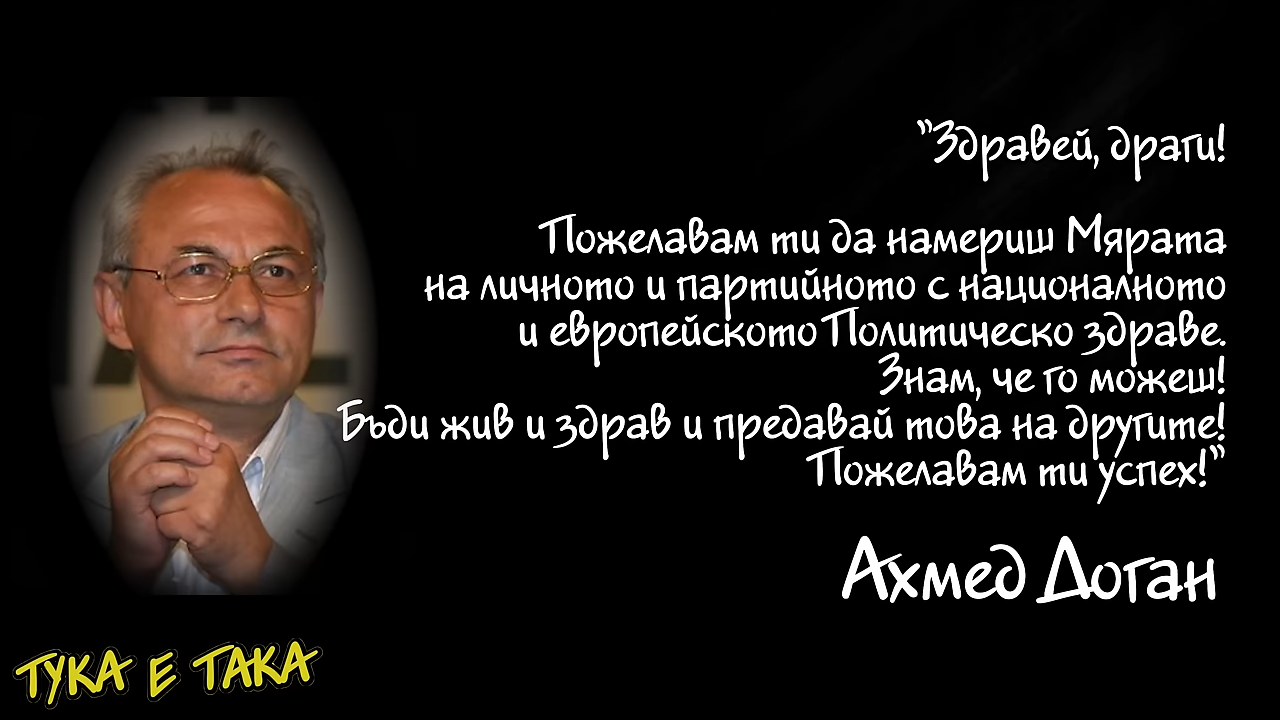 "Здравей, драги!
Пожелавам ти да намериш Мярата
на личното и партийното с националното
и европейското Политическо здраве.
Знам, че го можеш!
Бъди жив и здрав и предавай това на другите!
Пожелавам ти успех!"
Ахмед Доган
ТУКА Е ТАКА